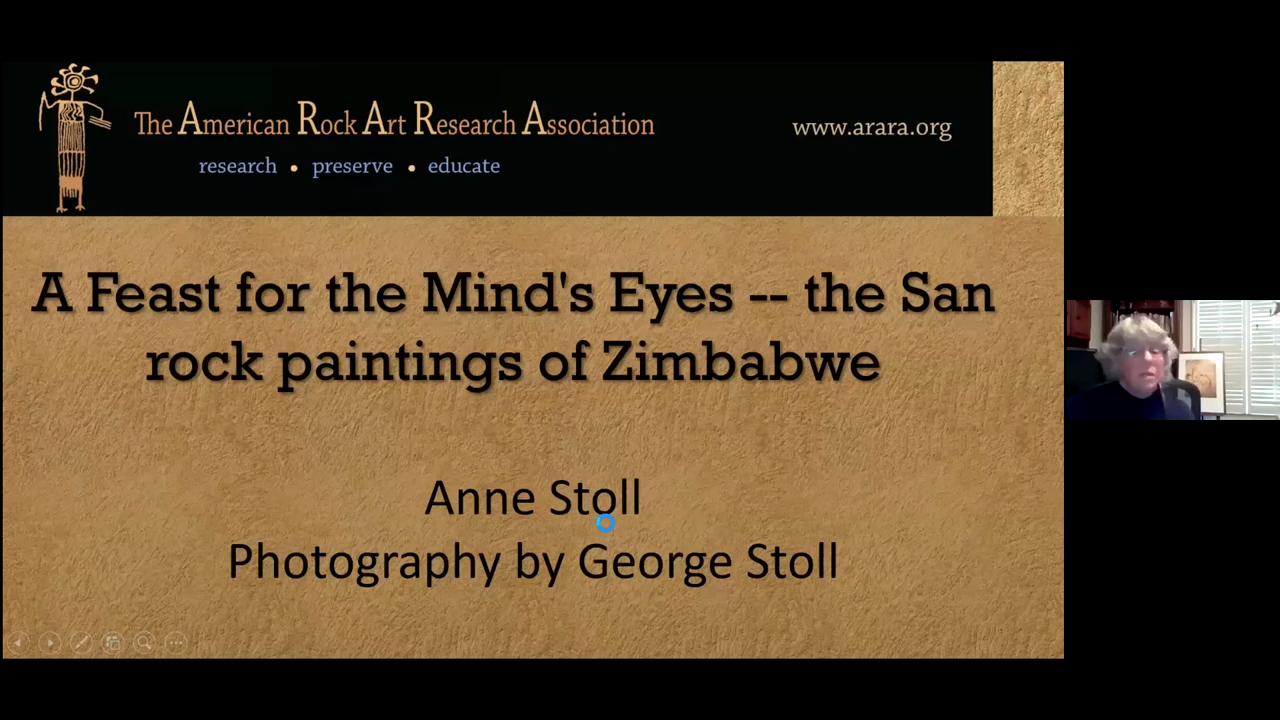 The American Rock Art Research Association
www.arara.org
research • preserve • educate
A Feast for the Mind's Eyes -- the San
rock paintings of Zimbabwe
Anne Stoll
Photography by George Stoll